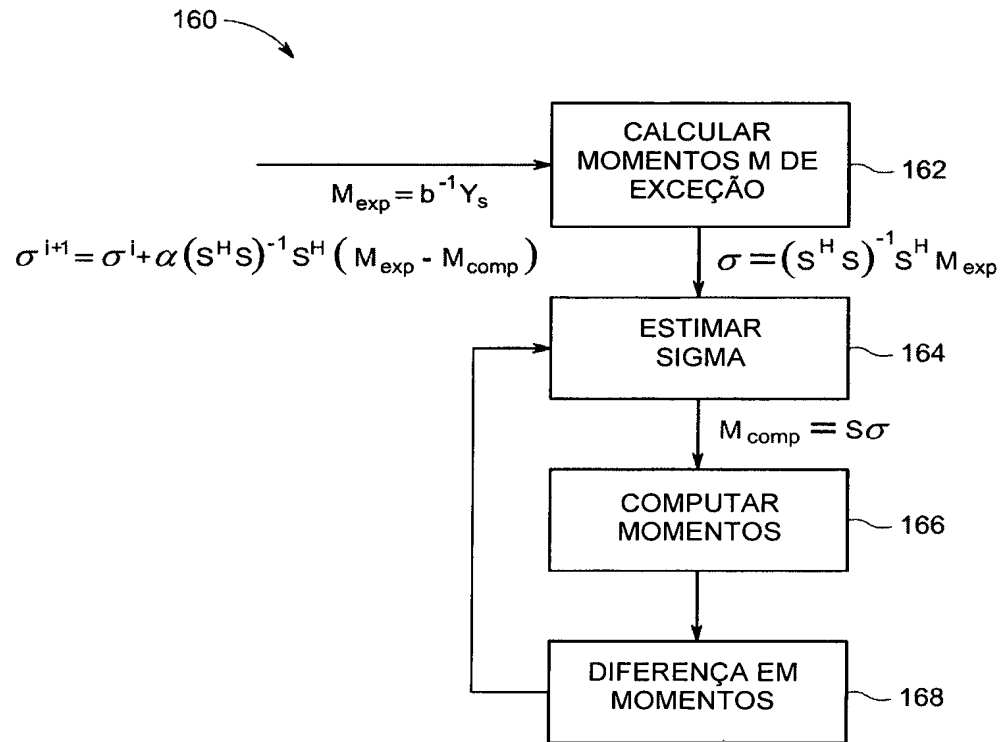 160
CALCULAR
MOMENTOS M DE
EXCEÇÃO
162
M_exp = b^-1 Y_s
σ^i+1 = σ^i + α (S^H S)^-1 S^H (M_exp - M_comp)
σ = (S^H S)^-1 S^H M_exp
ESTIMAR
SIGMA
164
M_comp = Sσ
COMPUTAR
MOMENTOS
166
DIFERENÇA EM
MOMENTOS
168